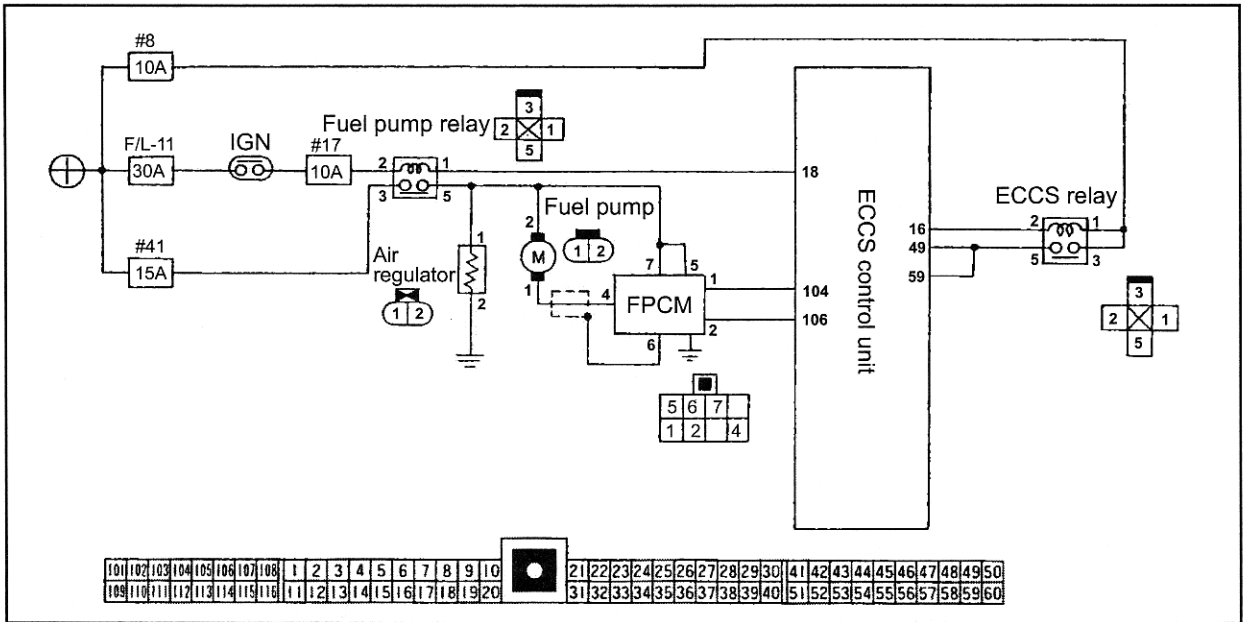 #8
10A
F/L-11
30A
IGN
#17
10A
#41
15A
Fuel pump relay
3
2 1
5
2 1
3 5
Air
regulator
1 2
1
2
Fuel pump
1 2
2
M
1
7 5
4 FPCM 1
2
6
5 6 7
1 2 4
18
16
49
59
104
106
ECCS control unit
ECCS relay
2 1
5 3
3
2 1
5
101 102 103 104 105 106 107 108 1 2 3 4 5 6 7 8 9 10 21 22 23 24 25 26 27 28 29 30 41 42 43 44 45 46 47 48 49 50
109 110 111 112 113 114 115 116 11 12 13 14 15 16 17 18 19 20 31 32 33 34 35 36 37 38 39 40 51 52 53 54 55 56 57 58 59 60